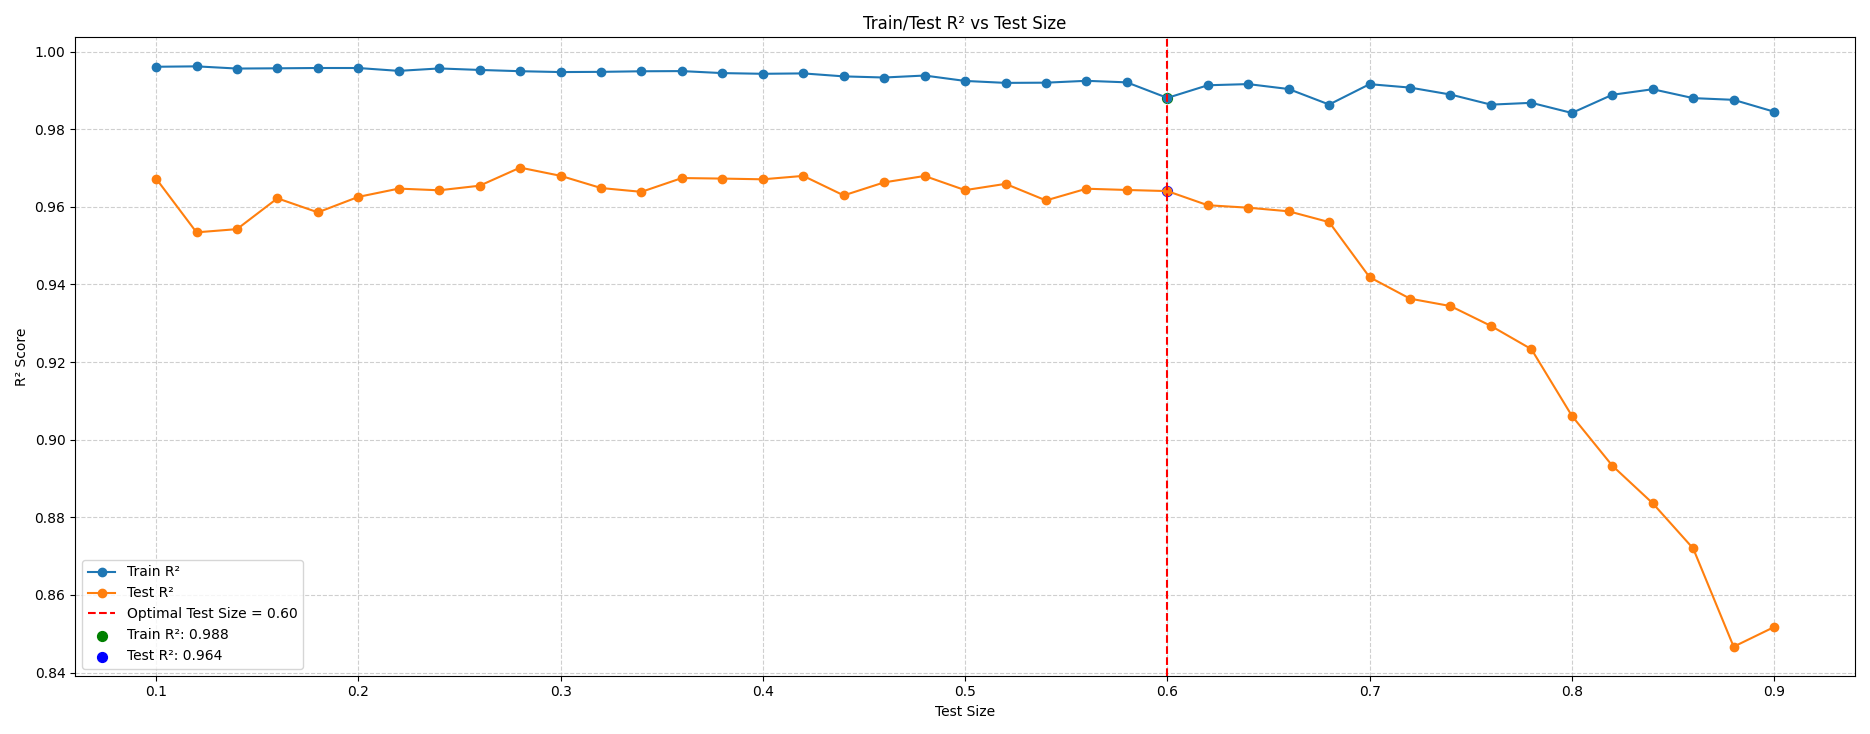 Train/Test R² vs Test Size
R² Score
1.00
0.98
0.96
0.94
0.92
0.90
0.88
0.86
0.84
Train R²
Test R²
Optimal Test Size = 0.60
Train R²: 0.988
Test R²: 0.964
0.1 0.2 0.3 0.4 0.5 0.6 0.7 0.8 0.9
Test Size